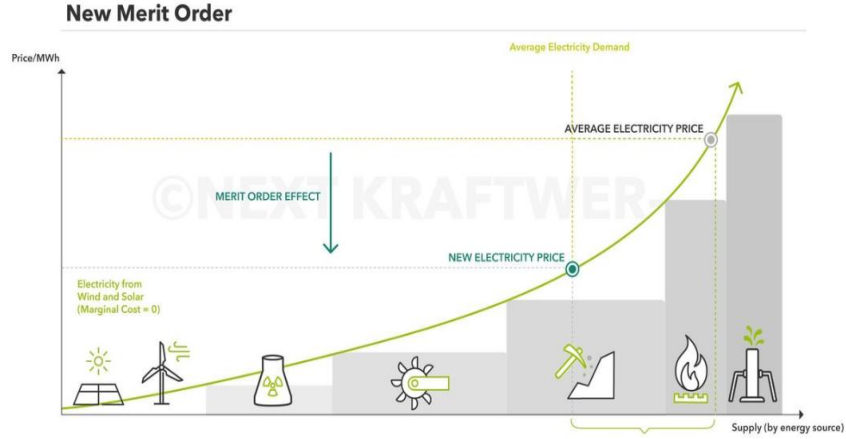 New Merit Order
Average Electricity Demand
Price/MWh
AVERAGE ELECTRICITY PRICE
©NEXT KRAFTWER
MERIT ORDER EFFECT
NEW ELECTRICITY PRICE
Electricity from
Wind and Solar
(Marginal Cost = 0)
Supply (by energy source)